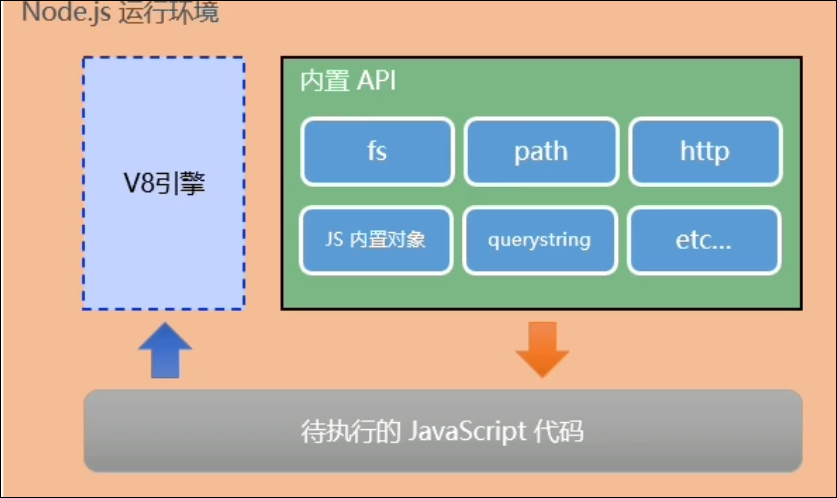 Node.js 运行环境
V8引擎
内置 API
fs
path
http
JS 内置对象
querystring
etc...
待执行的 JavaScript 代码